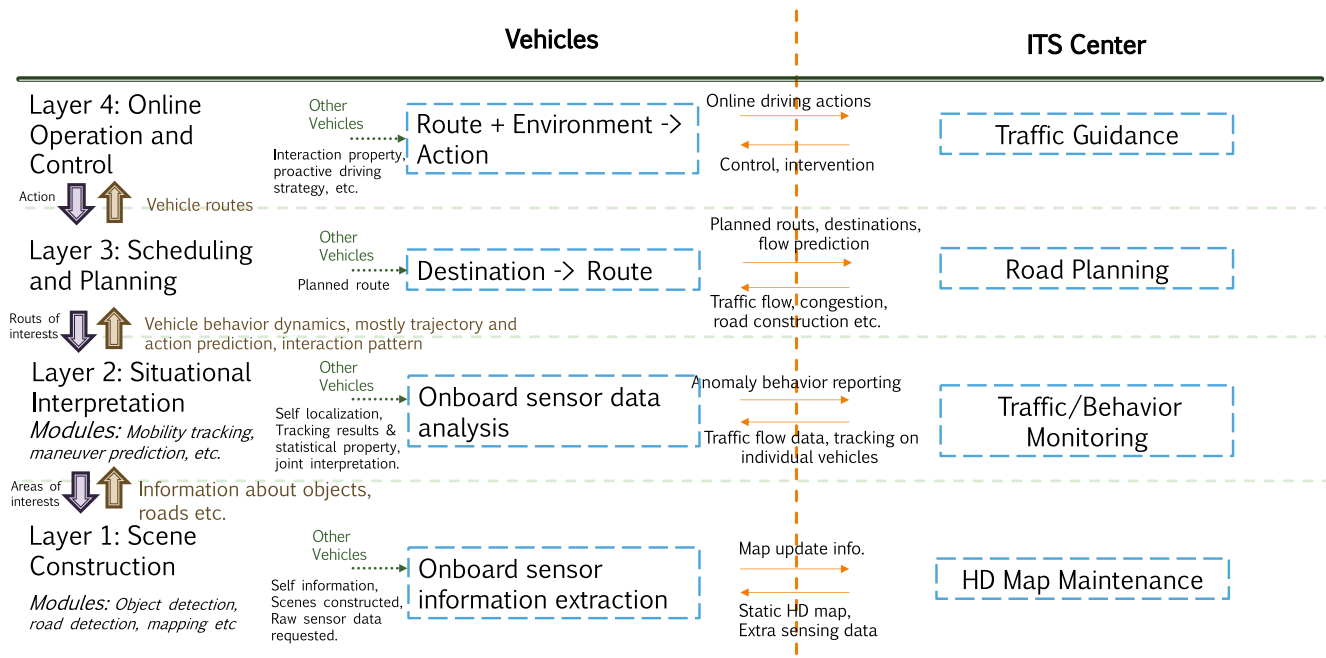 Vehicles
ITS Center
Layer 4: Online
Operation and
Control
Other
Vehicles
Interaction property,
proactive driving
strategy, etc.
Route + Environment ->
Action
Online driving actions
Control, intervention
Traffic Guidance
Action
Vehicle routes
Layer 3: Scheduling
and Planning
Other
Vehicles
Planned route
Destination -> Route
Planned routs, destinations,
flow prediction
Traffic flow, congestion,
road construction etc.
Road Planning
Routs of
interests
Vehicle behavior dynamics, mostly trajectory and
action prediction, interaction pattern
Layer 2: Situational
Interpretation
Modules: Mobility tracking,
maneuver prediction, etc.
Other
Vehicles
Self localization,
Tracking results &
statistical property,
joint interpretation.
Onboard sensor data
analysis
Anomaly behavior reporting
Traffic flow data, tracking on
individual vehicles
Traffic/Behavior
Monitoring
Areas of
interests
Information about objects,
roads etc.
Layer 1: Scene
Construction
Modules: Object detection,
road detection, mapping etc
Other
Vehicles
Self information,
Scenes constructed,
Raw sensor data
requested.
Onboard sensor
information extraction
Map update info.
Static HD map,
Extra sensing data
HD Map Maintenance